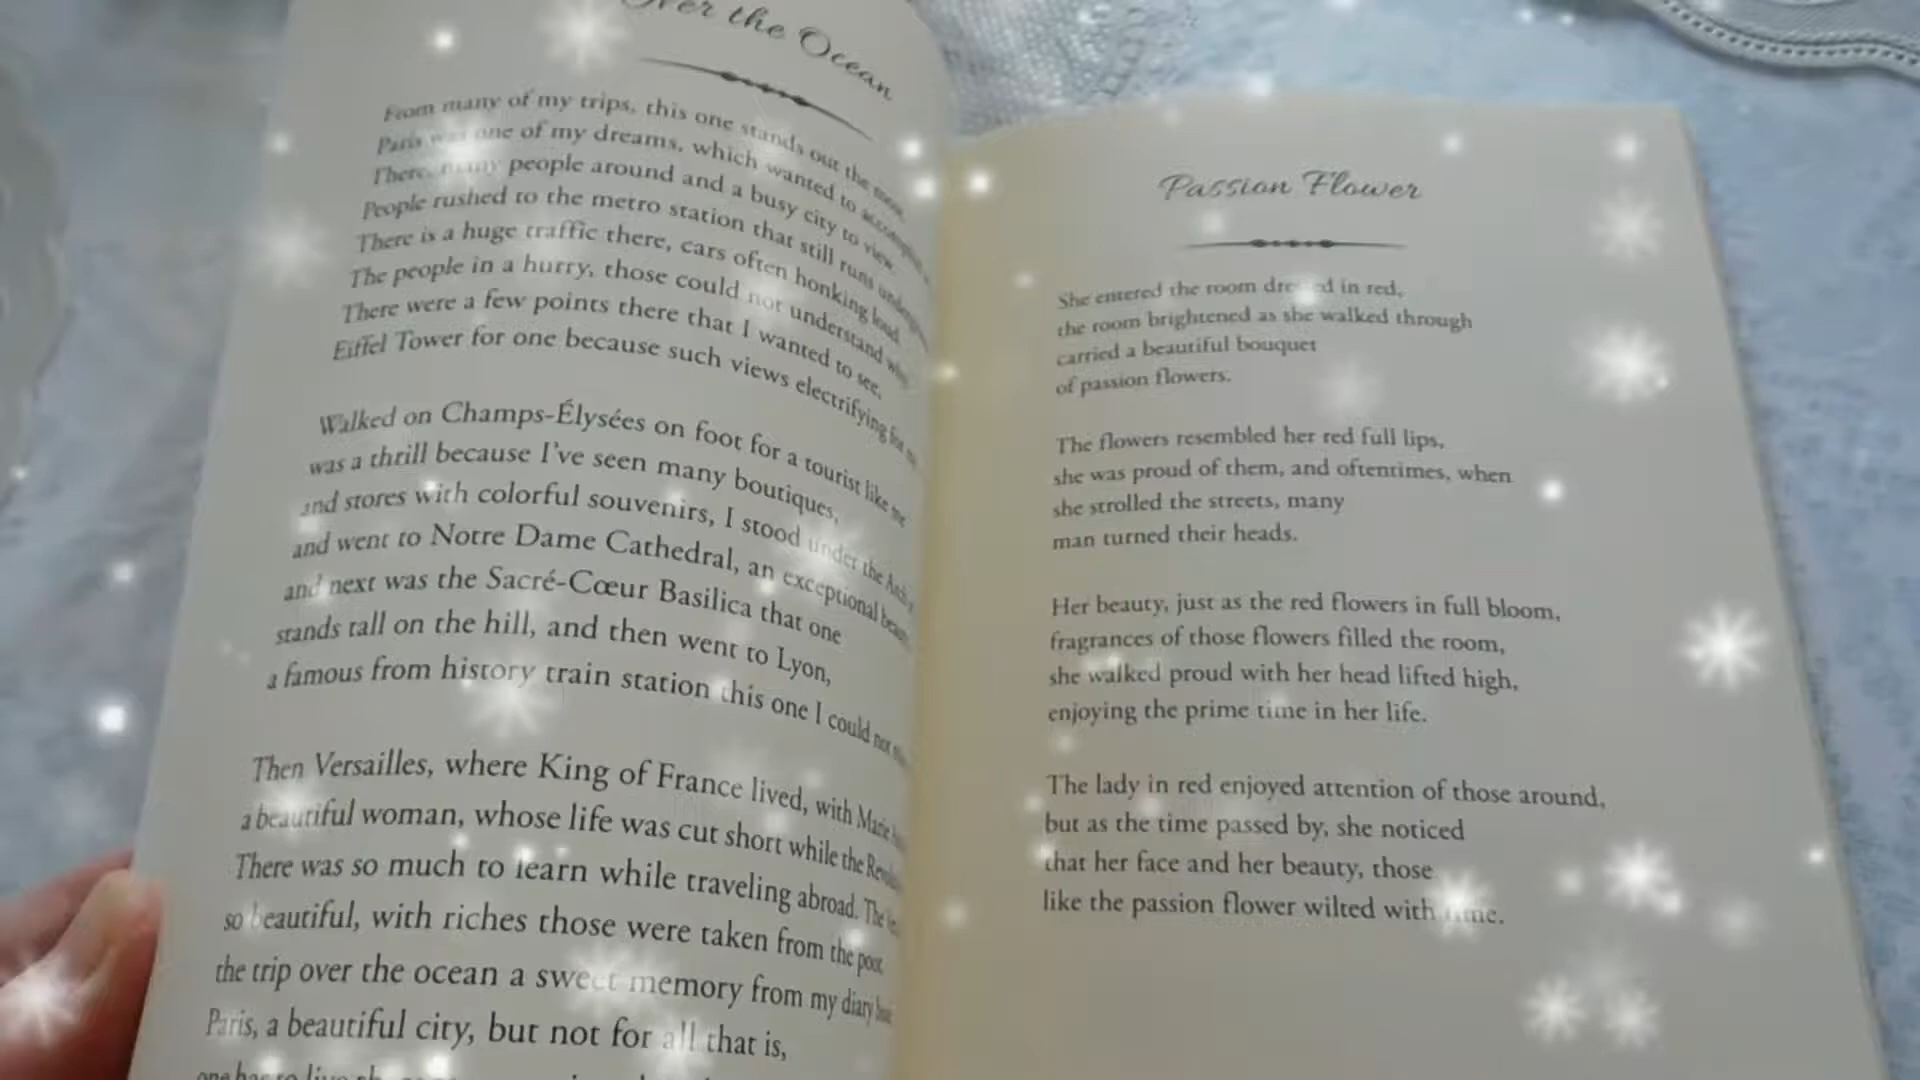 Over the Ocean
From many of my trips, this one stands out the most.
Paris was one of my dreams, which wanted to accomplish
There, many people around and a busy city to view.
People rushed to the metro station that still runs
There is a huge traffic there, cars often honking loud.
The people in a hurry, those could not understand why.
There were a few points there that I wanted to see,
Eiffel Tower for one because such views electrifying for
Walked on Champs-Élysées on foot for a tourist like me
was a thrill because I've seen many boutiques,
and stores with colorful souvenirs, I stood under the
and went to Notre Dame Cathedral, an exceptional
and next was the Sacré-Cœur Basilica that one
stands tall on the hill, and then went to Lyon,
a famous from history train station this one I could not
Then Versailles, where King of France lived, with Marie
a beautiful woman, whose life was cut short while the
There was so much to learn while traveling abroad. The
so beautiful, with riches those were taken from the poor,
the trip over the ocean a sweet memory from my diary
Paris, a beautiful city, but not for all that is,
one has to live
Passion Flower
She entered the room dressed in red,
the room brightened as she walked through
carried a beautiful bouquet
of passion flowers.
The flowers resembled her red full lips,
she was proud of them, and oftentimes, when
she strolled the streets, many
man turned their heads.
Her beauty, just as the red flowers in full bloom,
fragrances of those flowers filled the room,
she walked proud with her head lifted high,
enjoying the prime time in her life.
The lady in red enjoyed attention of those around,
but as the time passed by, she noticed
that her face and her beauty, those
like the passion flower wilted with time.